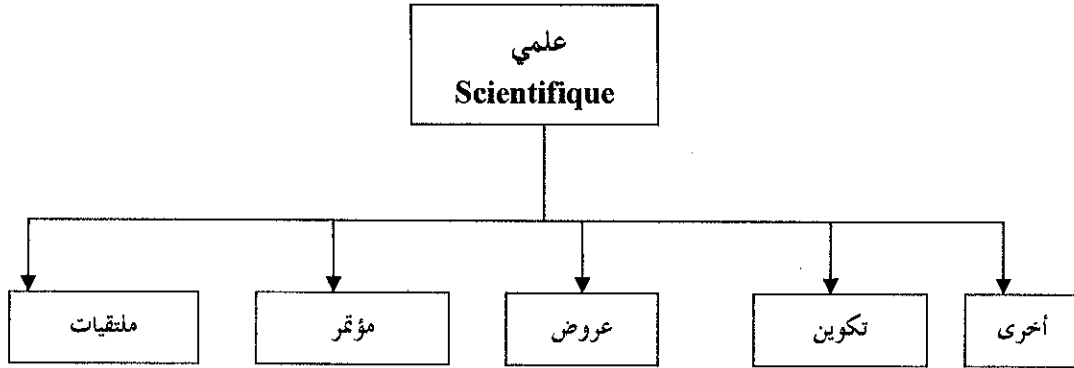 علمي
Scientifique
أخرى
تكوين
عروض
مؤتمر
ملتقيات